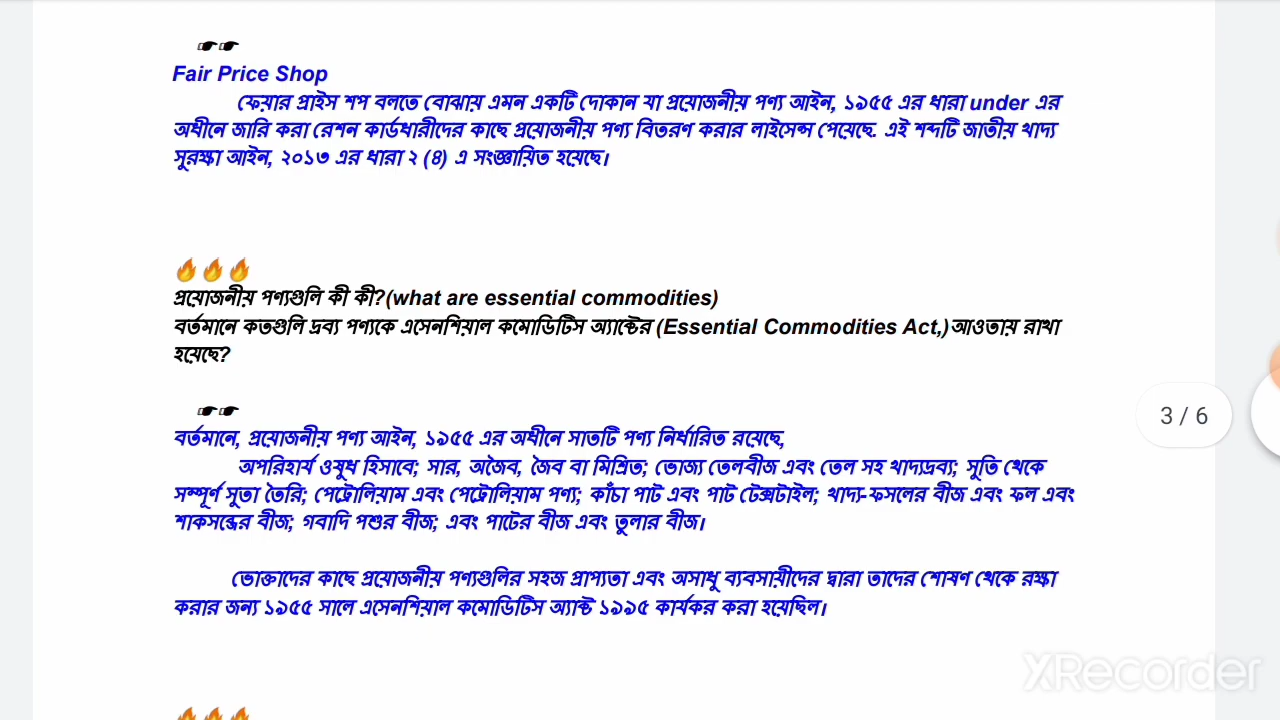 Fair Price Shop
ফেয়ার প্রাইস শপ বলতে বোঝায় এমন একটি দোকান যা প্রয়োজনীয় পণ্য আইন, ১৯৫৫ এর ধারা under এর
অধীনে জারি করা রেশন কার্ডধারীদের কাছে প্রয়োজনীয় পণ্য বিতরণ করার লাইসেন্স পেয়েছে. এই শব্দটি জাতীয় খাদ্য
সুরক্ষা আইন, ২০১৩ এর ধারা ২ (৪) এ সংজ্ঞায়িত হয়েছে।
প্রয়োজনীয় পণ্যগুলি কী কী?(what are essential commodities)
বর্তমানে কতগুলি দ্রব্য পণ্যকে এসেনশিয়াল কমোডিটিস অ্যাক্টের (Essential Commodities Act,)আওতায় রাখা
হয়েছে?
বর্তমানে, প্রয়োজনীয় পণ্য আইন, ১৯৫৫ এর অধীনে সাতটি পণ্য নির্ধারিত রয়েছে,
অপরিহার্য ওষুধ হিসাবে; সার, অজৈব, জৈব বা মিশ্রিত; ভোজ্য তেলবীজ এবং তেল সহ খাদ্যদ্রব্য; সুতি থেকে
সম্পূর্ণ সুতা তৈরি; পেট্রোলিয়াম এবং পেট্রোলিয়াম পণ্য; কাঁচা পাট এবং পাট টেক্সটাইল; খাদ্য-ফসলের বীজ এবং ফল এবং
শাকসব্জের বীজ; গবাদি পশুর বীজ; এবং পাটের বীজ এবং তুলার বীজ।
ভোক্তাদের কাছে প্রয়োজনীয় পণ্যগুলির সহজ প্রাপ্যতা এবং অসাধু ব্যবসায়ীদের দ্বারা তাদের শোষণ থেকে রক্ষা
করার জন্য ১৯৫৫ সালে এসেনশিয়াল কমোডিটিস অ্যাক্ট ১৯৯৫ কার্যকর করা হয়েছিল।
3 / 6
XRecorder